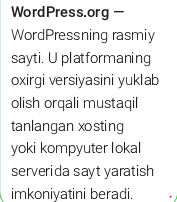 WordPress.org —
WordPressning rasmiy
sayti. U platformaning
oxirgi versiyasini yuklab
olish orqali mustaqil
tanlangan xosting
yoki kompyuter lokal
serverida sayt yaratish
imkoniyatini beradi.